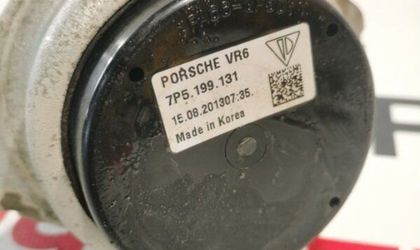 PORSCHE VR6
7P5.199.131
15.08.201307:35.
Made in Korea